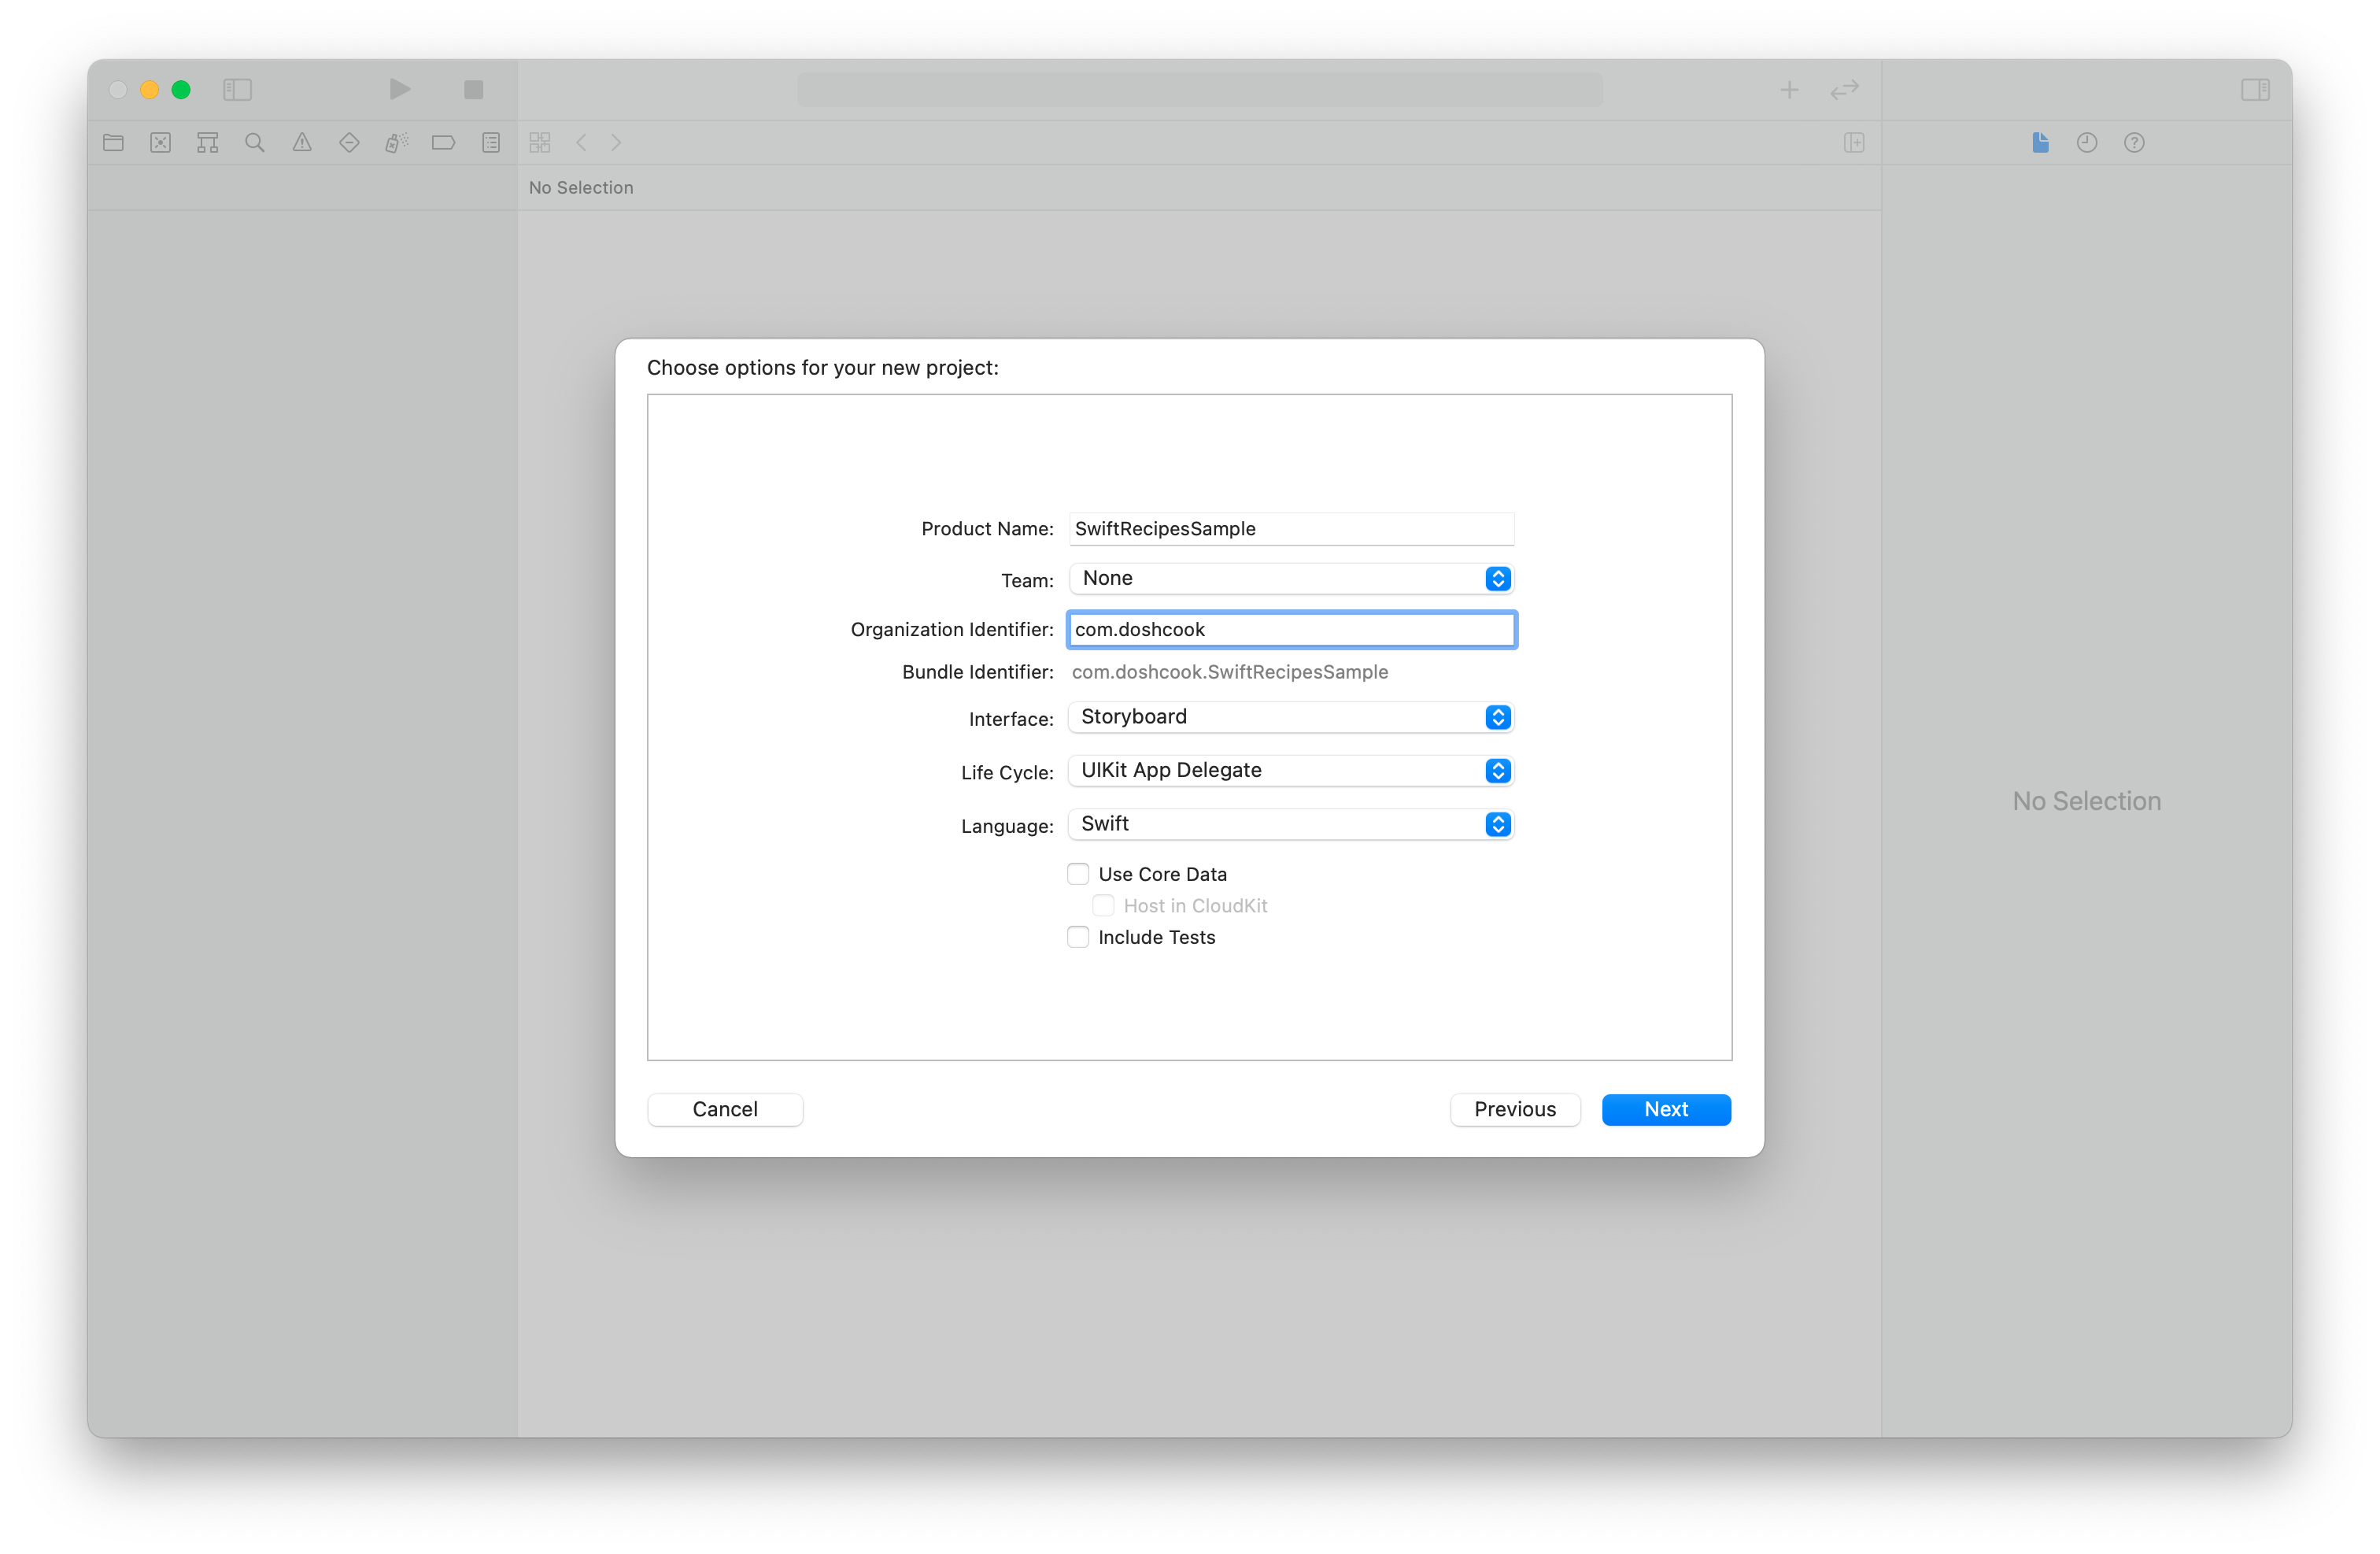 No Selection
Choose options for your new project:
Product Name: SwiftRecipesSample
Team: None
Organization Identifier: com.doshcook
Bundle Identifier: com.doshcook.SwiftRecipesSample
Interface: Storyboard
Life Cycle: UIKit App Delegate
Language: Swift
Use Core Data
Host in CloudKit
Include Tests
Cancel Previous Next
No Selection